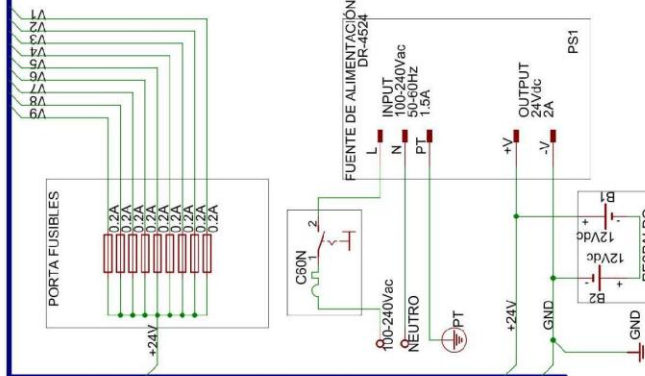 V1
V2
V3
V4
V5
V6
V7
V8
V9
PORTA FUSIBLES
0.2A
0.2A
0.2A
0.2A
0.2A
0.2A
0.2A
0.2A
0.2A
+24V
FUENTE DE ALIMENTACIÓN
DR-4524
PS1
INPUT
100-240Vac
50-60Hz
1.5A
OUTPUT
24Vdc
2A
L
N
PT
+V
-V
C60N
1
2
100-240Vac
NEUTRO
PT
+24V
GND
B1
+
-
12Vdc
12Vdc
B2
-
+
RESPALDO
GND